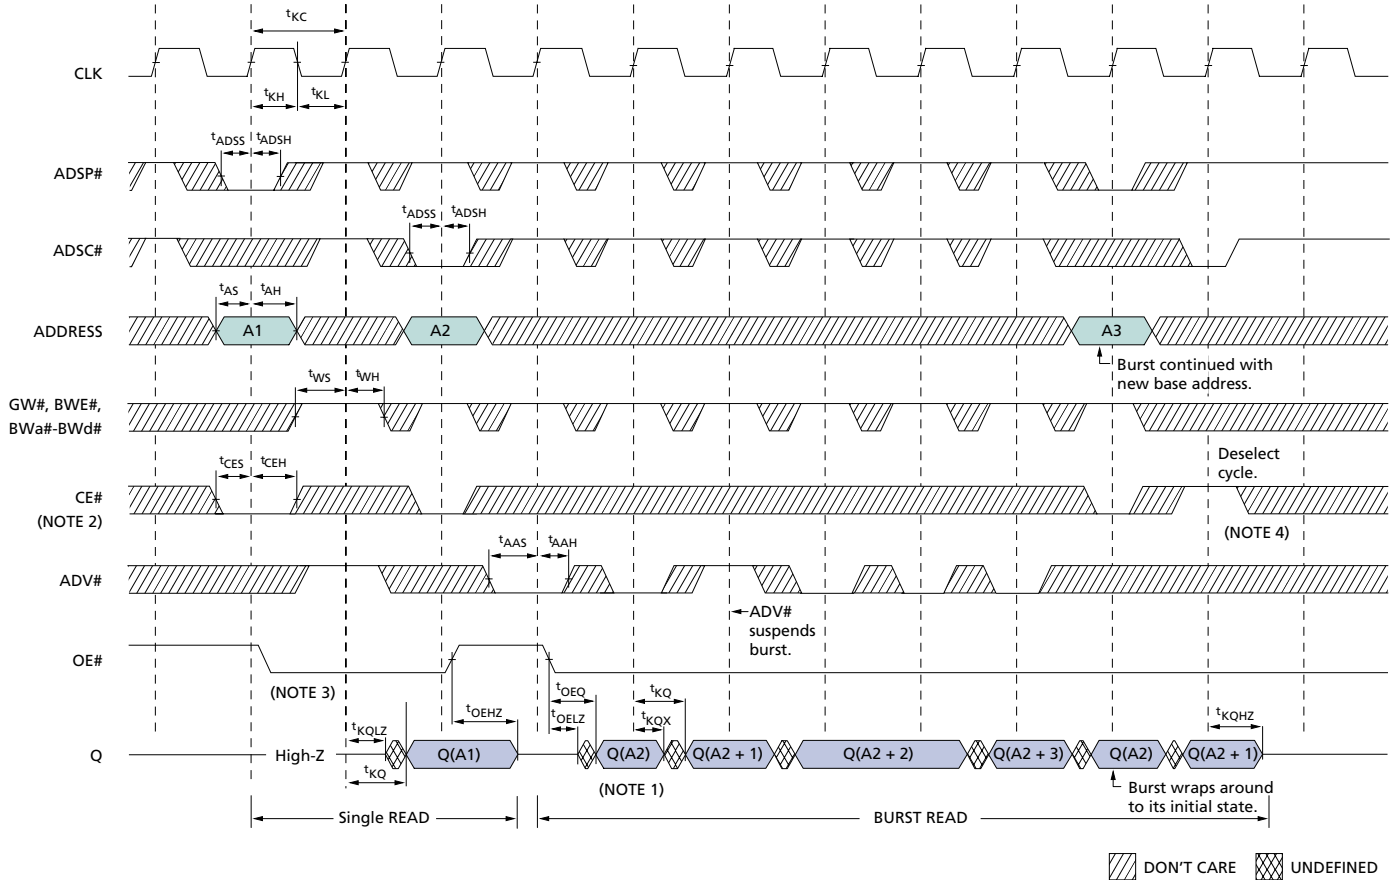 tKC
CLK
tKH tKL
tADSS tADSH
ADSP#
tADSS tADSH
ADSC#
tAS tAH
ADDRESS A1 A2 A3
Burst continued with
new base address.
tWS tWH
GW#, BWE#,
BWa#-BWd#
Deselect
cycle.
tCES tCEH
CE#
(NOTE 2)
(NOTE 4)
tAAS tAAH
ADV#
ADV#
suspends
burst.
OE#
(NOTE 3)
tOEHZ
tOEQ
tOELZ
tKQ
tKQX
tKQHZ
tKQLZ
Q High-Z Q(A1) Q(A2) Q(A2 + 1) Q(A2 + 2) Q(A2 + 3) Q(A2) Q(A2 + 1)
tKQ
(NOTE 1)
Burst wraps around
to its initial state.
Single READ BURST READ
DON'T CARE UNDEFINED